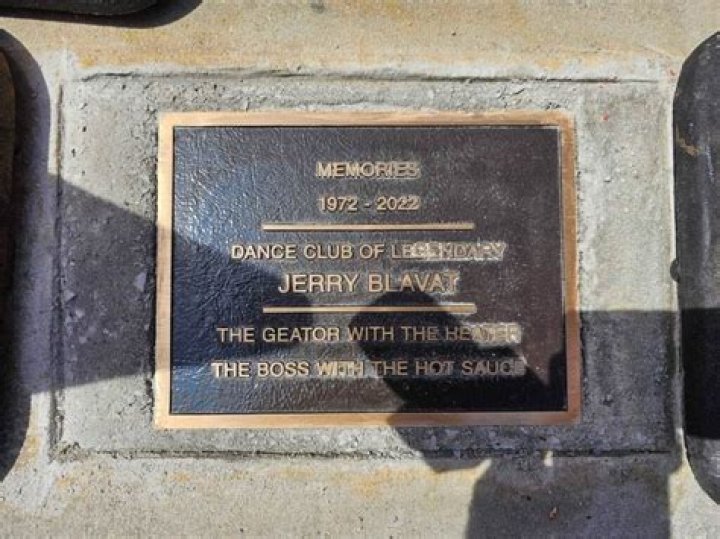 MEMORIES
1972 - 2022
DANCE CLUB OF LEGENDARY
JERRY BLAVAT
THE GEATOR WITH THE HEATER
THE BOSS WITH THE HOT SAUCE